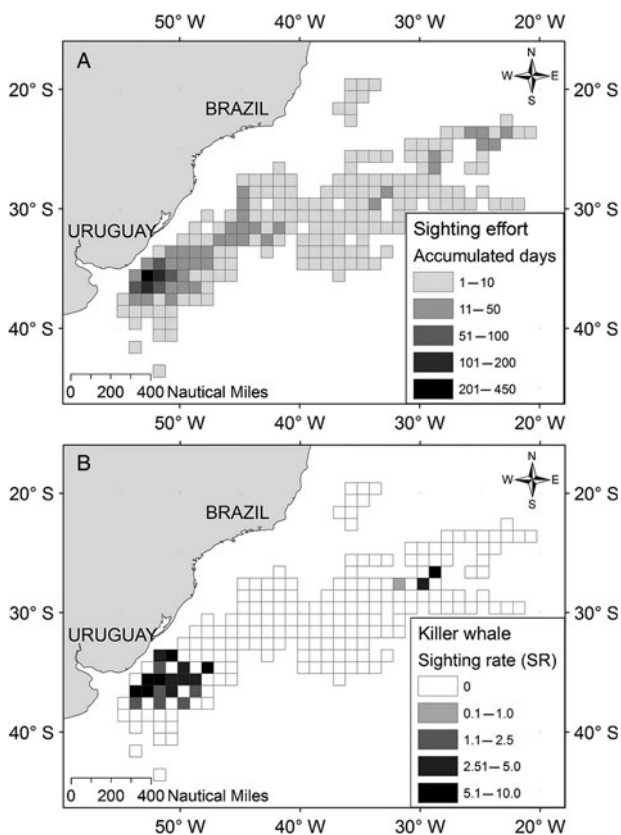 50° W 40° W 30° W 20° W
A
N
W E
S
20° S 20° S
BRAZIL
30° S 30° S
URUGUAY
Sighting effort
Accumulated days
1–10
11–50
51–100
101–200
201–450
40° S
0 200 400 Nautical Miles
50° W 40° W 30° W 20° W
B
N
W E
S
20° S 20° S
BRAZIL
30° S 30° S
URUGUAY
Killer whale
Sighting rate (SR)
0
0.1–1.0
1.1–2.5
2.51–5.0
5.1–10.0
40° S 40° S
0 200 400 Nautical Miles
50° W 40° W 30° W 20° W